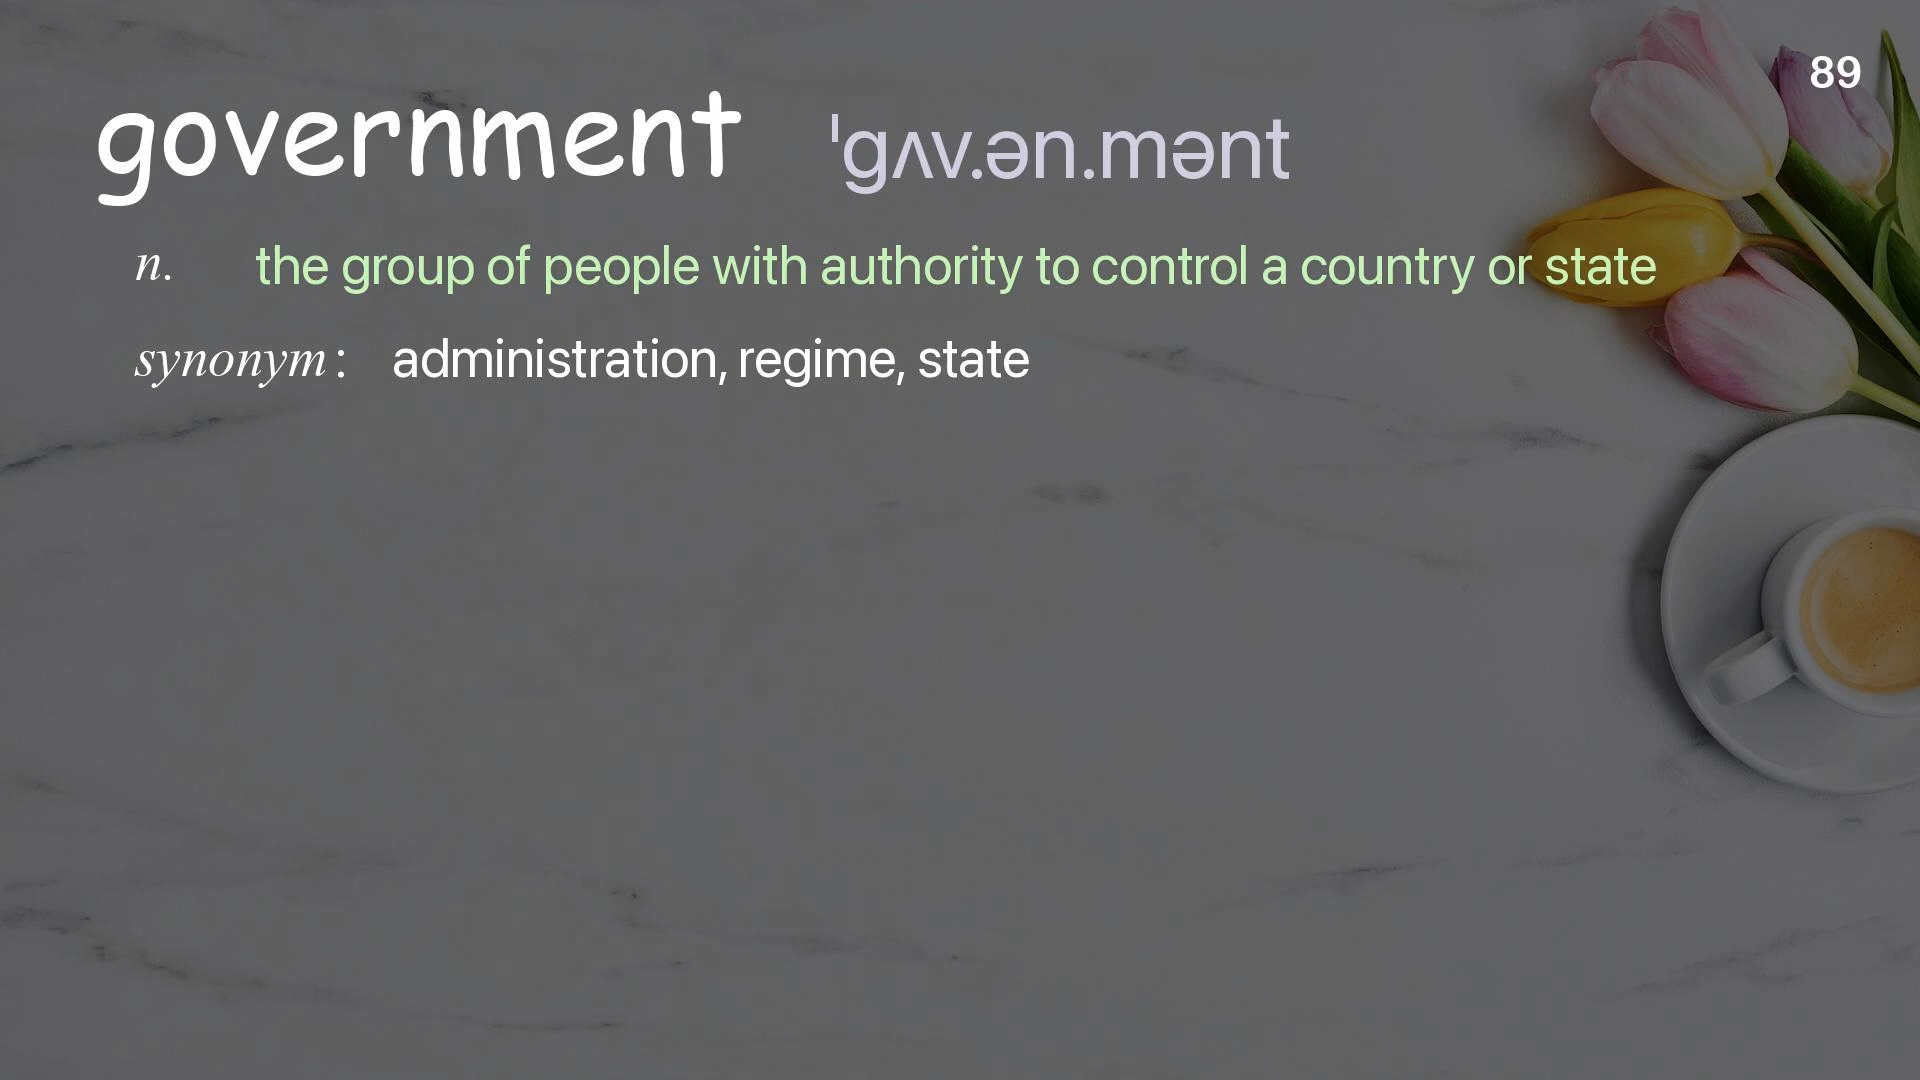 89
government ˈɡʌv.ən.mənt
n. the group of people with authority to control a country or state
synonym: administration, regime, state